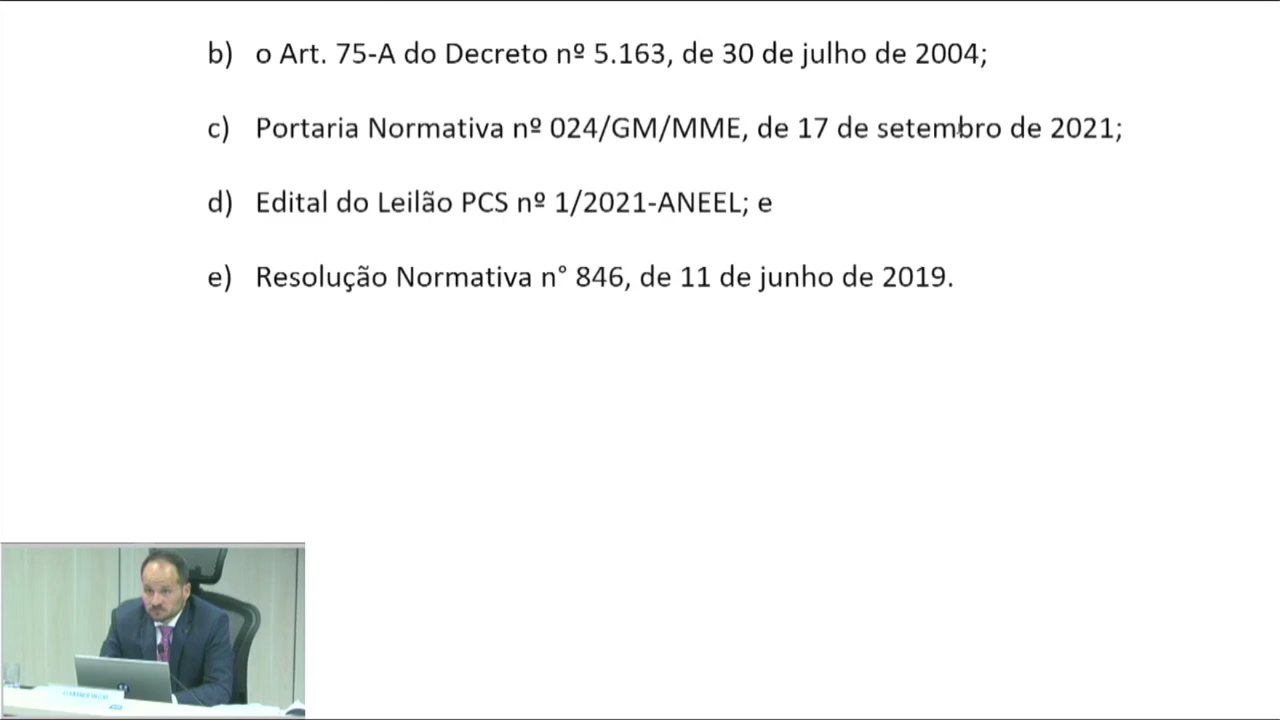 b) o Art. 75-A do Decreto nº 5.163, de 30 de julho de 2004;
c) Portaria Normativa nº 024/GM/MME, de 17 de setembro de 2021;
d) Edital do Leilão PCS nº 1/2021-ANEEL; e
e) Resolução Normativa n° 846, de 11 de junho de 2019.